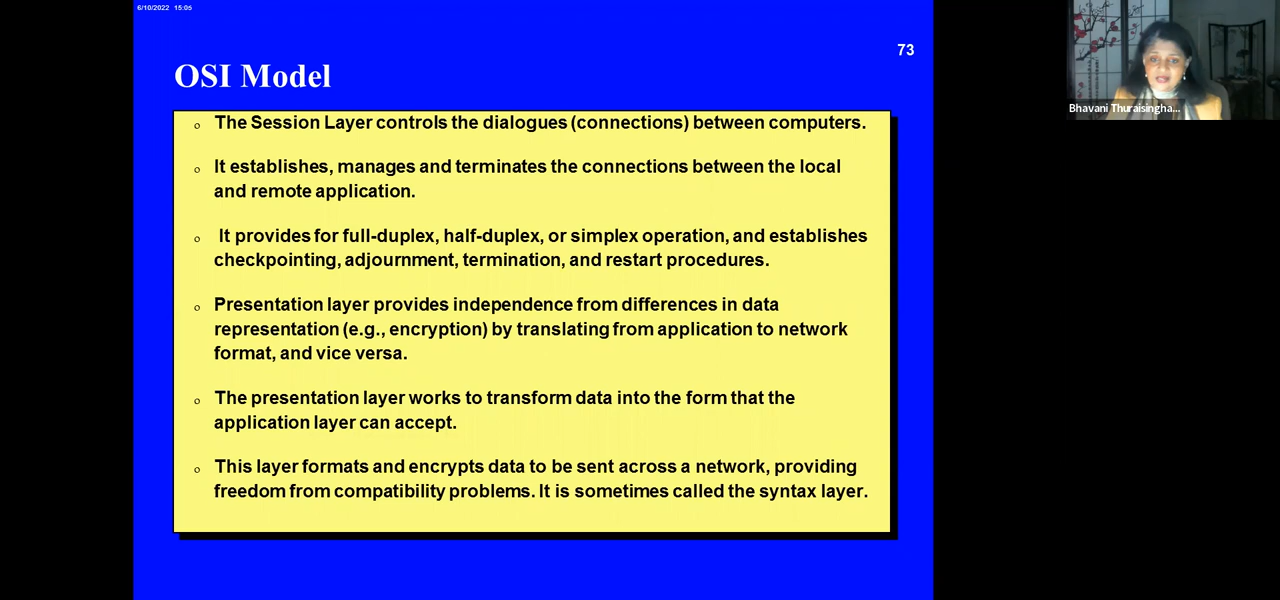 6/10/2022 15:05
73
OSI Model
o The Session Layer controls the dialogues (connections) between computers.
o It establishes, manages and terminates the connections between the local
and remote application.
o It provides for full-duplex, half-duplex, or simplex operation, and establishes
checkpointing, adjournment, termination, and restart procedures.
o Presentation layer provides independence from differences in data
representation (e.g., encryption) by translating from application to network
format, and vice versa.
o The presentation layer works to transform data into the form that the
application layer can accept.
o This layer formats and encrypts data to be sent across a network, providing
freedom from compatibility problems. It is sometimes called the syntax layer.
Bhavani Thuraisingha...